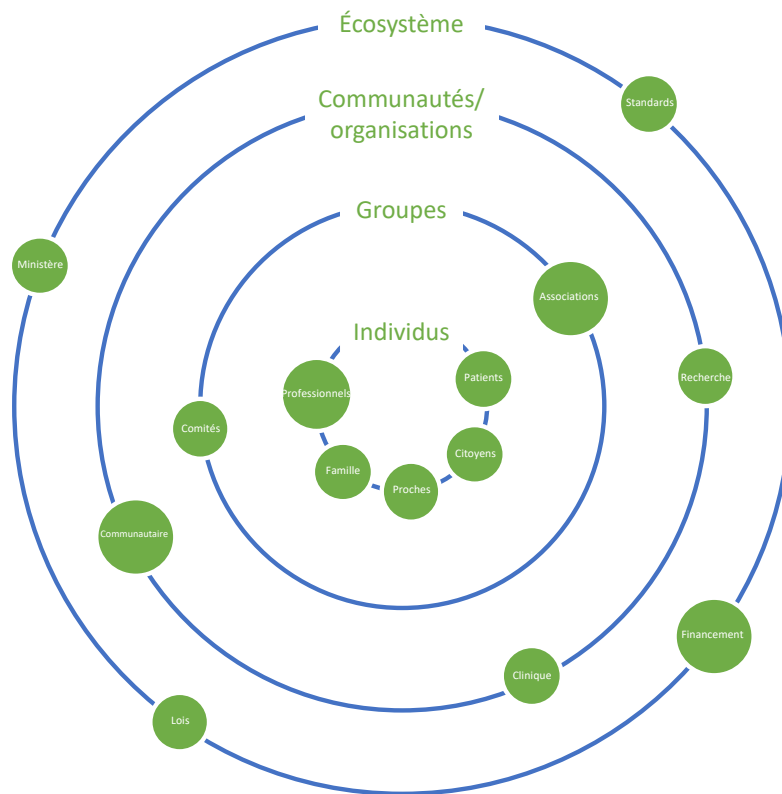 Écosystème
Standards
Communautés/
organisations
Groupes
Ministère
Associations
Individus
Patients
Recherche
Professionnels
Comités
Citoyens
Famille
Proches
Communautaire
Financement
Clinique
Lois